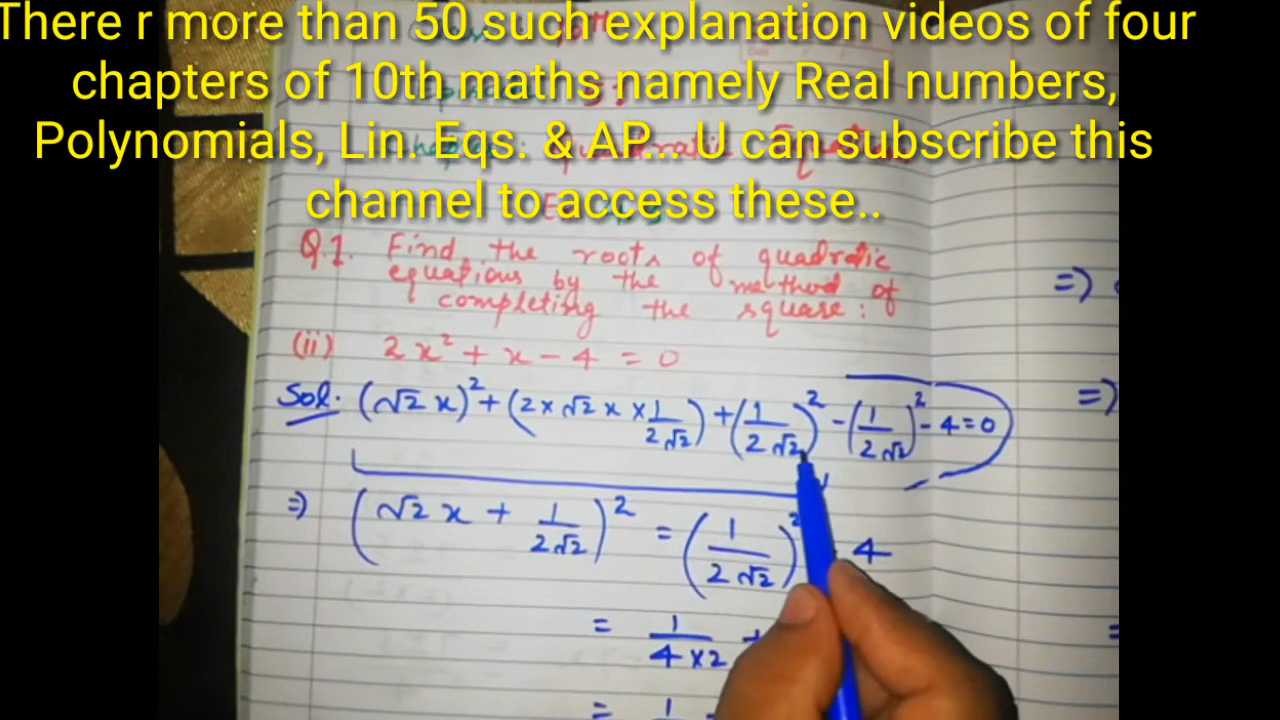 There r more than 50 such explanation videos of four
chapters of 10th maths namely Real numbers,
Polynomials, Lin. Eqs. & AP... U can subscribe this
channel to access these..
Q.1. Find the roots of quadratic
equations by the method of
completing the square:
(ii) 2x² + x - 4 = 0
Sol. (√2 x)² + (2 × √2 x × 1/2√2) + (1/2√2)² - (1/2√2)² - 4 = 0
=) (√2 x + 1/2√2)² = (1/2√2)² 4
= 1/4×2
=
=)
=)
=